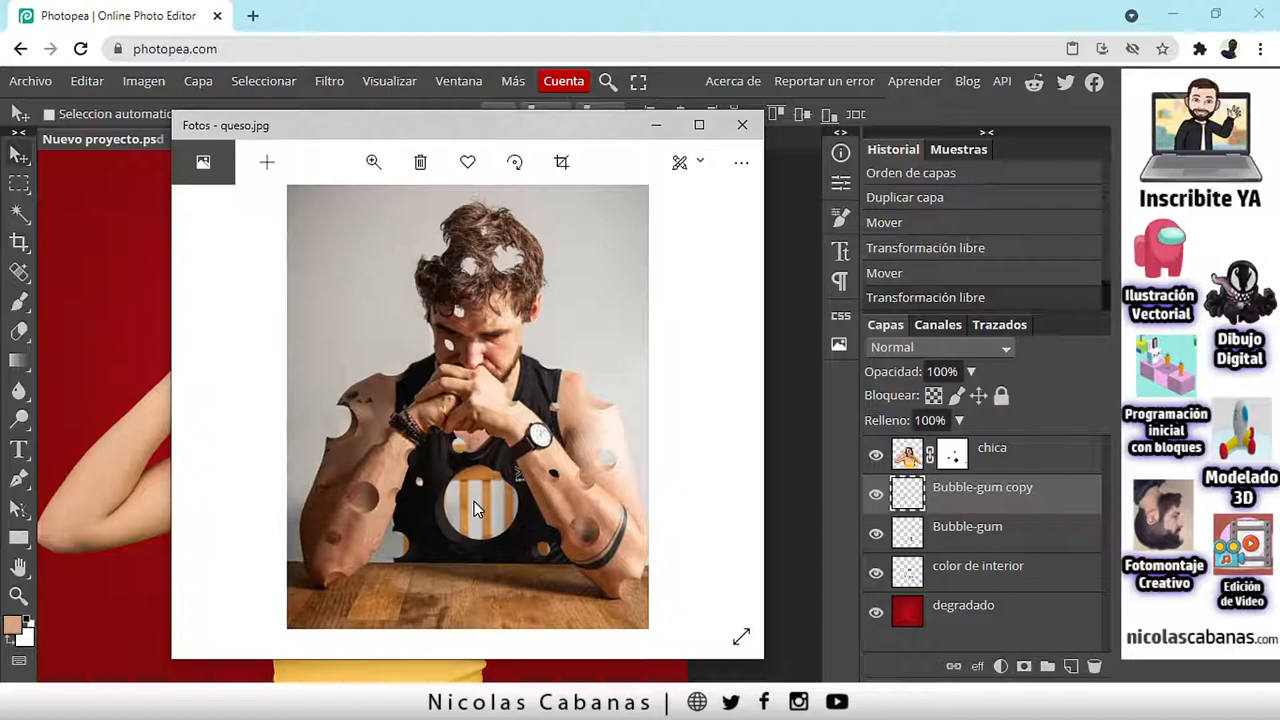 Photopea | Online Photo Editor
photopea.com
Archivo Editar Imagen Capa Seleccionar Filtro Visualizar Ventana Más Cuenta Acerca de Reportar un error Aprender Blog API
Seleccion automatic
Nuevo proyecto.psd
Fotos - queso.jpg
Historial Muestras
Orden de capas
Duplicar capa
Mover
Transformación libre
Mover
Transformación libre
CSS
Capas Canales Trazados
Normal
Opacidad: 100%
Bloquear:
Relleno: 100%
chica
Bubble-gum copy
Bubble-gum
color de interior
degradado
eff
Inscribite YA
Ilustración
Vectorial
Dibujo
Digital
Programación
inicial
con bloques
Modelado
3D
Fotomontaje
Creativo
Edición
de Video
nicolascabanas.com
Nicolas Cabanas |